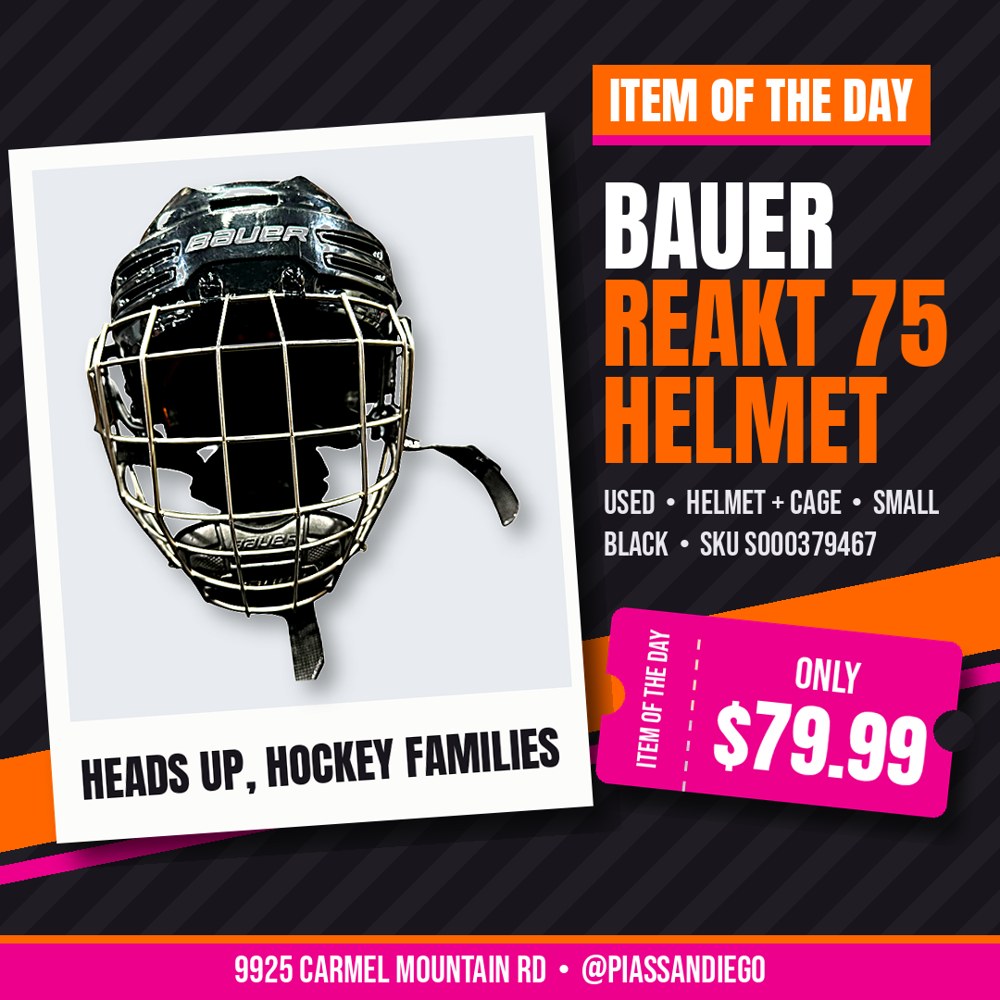 ITEM OF THE DAY
BAUER
REAKT 75
HELMET
USED • HELMET + CAGE • SMALL
BLACK • SKU S000379467
BAUER
BAUER
HEADS UP, HOCKEY FAMILIES
ITEM OF THE DAY
ONLY
$79.99
9925 CARMEL MOUNTAIN RD • @PIASSANDIEGO